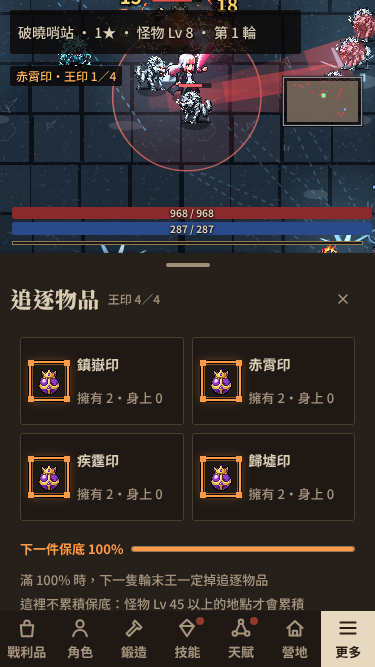 18
破曉哨站 · 1★ · 怪物 Lv 8 · 第 1 輪
赤霄印·王印 1／4
968 / 968
287 / 287
追逐物品 王印 4／4 ×
鎮嶽印
擁有 2·身上 0
赤霄印
擁有 2·身上 0
疾霆印
擁有 2·身上 0
歸墟印
擁有 2·身上 0
下一件保底 100%
滿 100% 時，下一隻輪末王一定掉追逐物品
這裡不累積保底：怪物 Lv 45 以上的地點才會累積
戰利品 角色 鍛造 技能 天賦 營地 更多